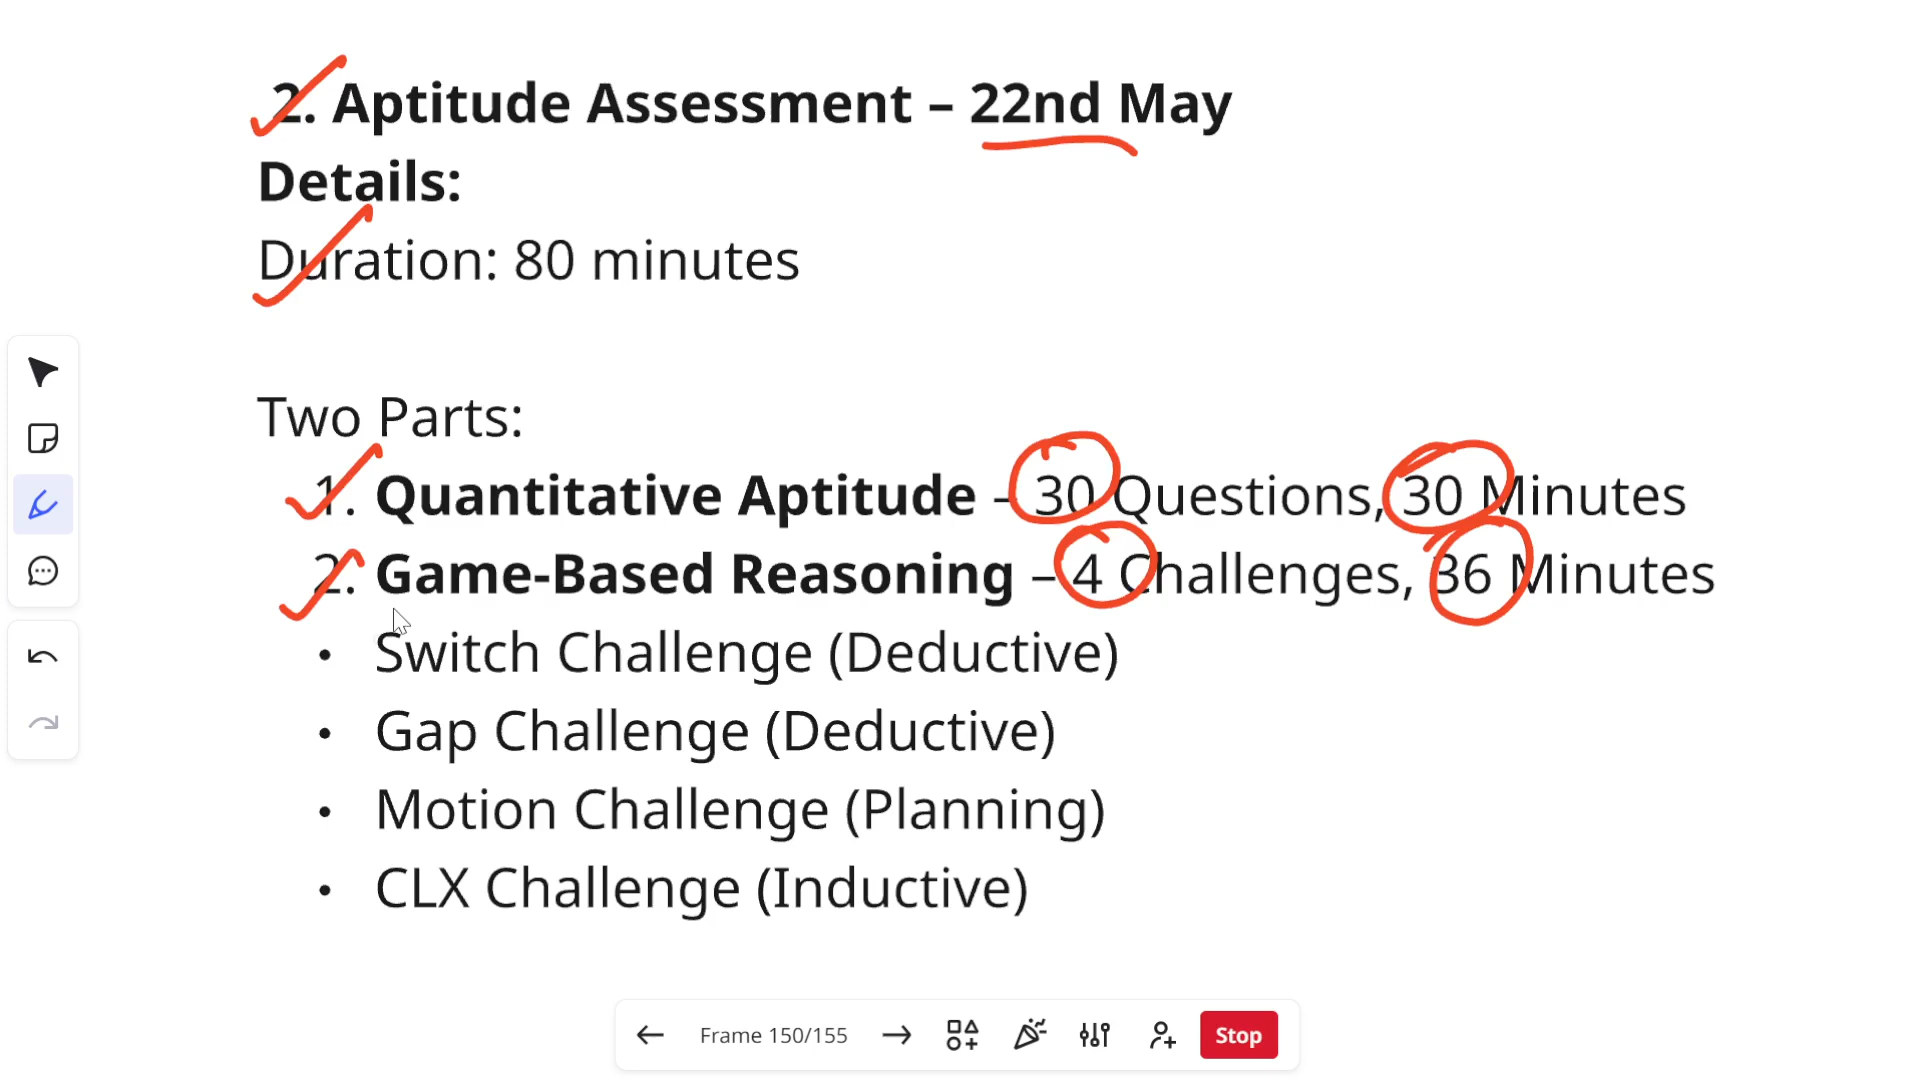 2. Aptitude Assessment – 22nd May
Details:
Duration: 80 minutes
Two Parts:
1. Quantitative Aptitude – 30 Questions, 30 Minutes
2. Game-Based Reasoning – 4 Challenges, 36 Minutes
• Switch Challenge (Deductive)
• Gap Challenge (Deductive)
• Motion Challenge (Planning)
• CLX Challenge (Inductive)
Frame 150/155
Stop